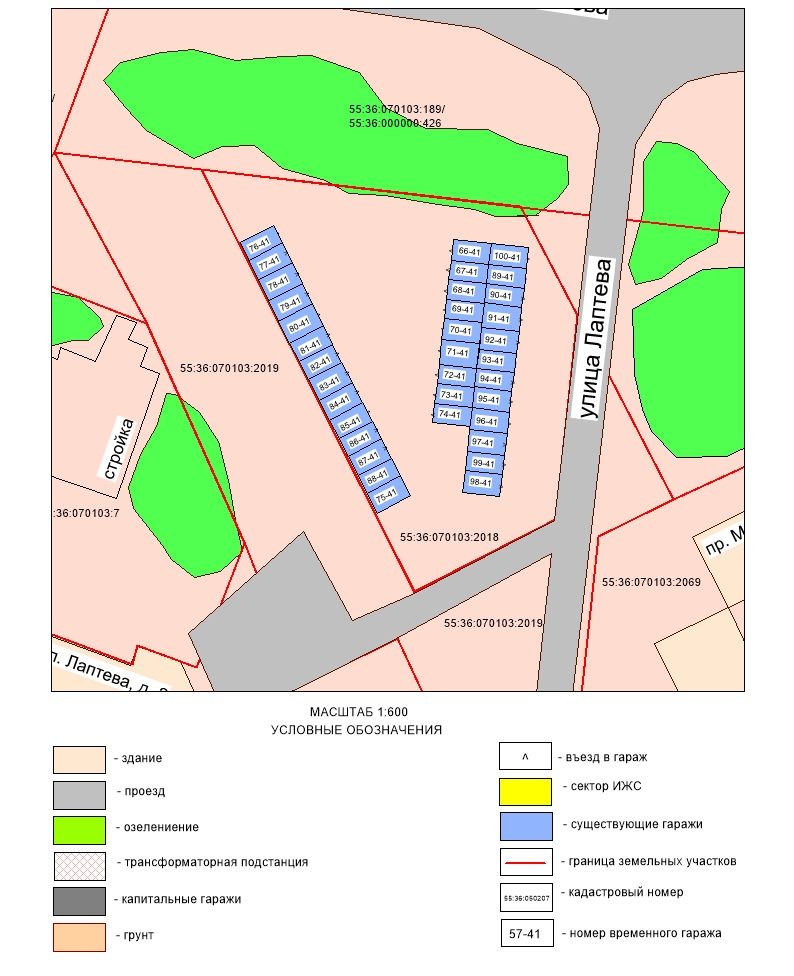 55:36:070103:189/
55:36:000000:426
76-41
77-41
78-41
79-41
80-41
81-41
82-41
83-41
84-41
85-41
86-41
87-41
88-41
75-41
66-41
100-41
67-41
89-41
68-41
90-41
69-41
91-41
70-41
92-41
71-41
93-41
72-41
94-41
73-41
95-41
74-41
96-41
97-41
99-41
98-41
улица Лаптева
55:36:070103:2019
стройка
:36:070103:7
55:36:070103:2018
пр. М
55:36:070103:2069
55:36:070103:2019
п. Лаптева, д.
МАСШТАБ 1:600
УСЛОВНЫЕ ОБОЗНАЧЕНИЯ
- здание
- проезд
- озелениение
- трансформаторная подстанция
- капитальные гаражи
- грунт
^ - въезд в гараж
- сектор ИЖС
- существующие гаражи
- граница земельных участков
55:36:050207 - кадастровый номер
57-41 - номер временного гаража